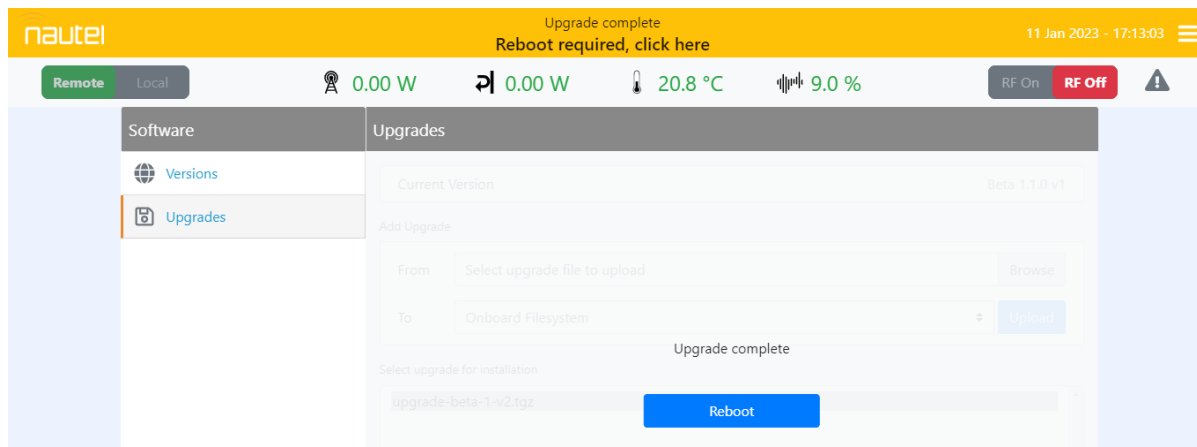 nautel
Upgrade complete
Reboot required, click here
11 Jan 2023 - 17:13:03
Remote Local 0.00 W 0.00 W 20.8 °C 9.0 % RF On RF Off
Software
Versions
Upgrades
Upgrades
Current Version Beta 1.1.0 v1
Add Upgrade
From Select upgrade file to upload Browse
To Onboard Filesystem Upload
Upgrade complete
Select upgrade for installation
upgrade-beta-1-v2.tgz
Reboot